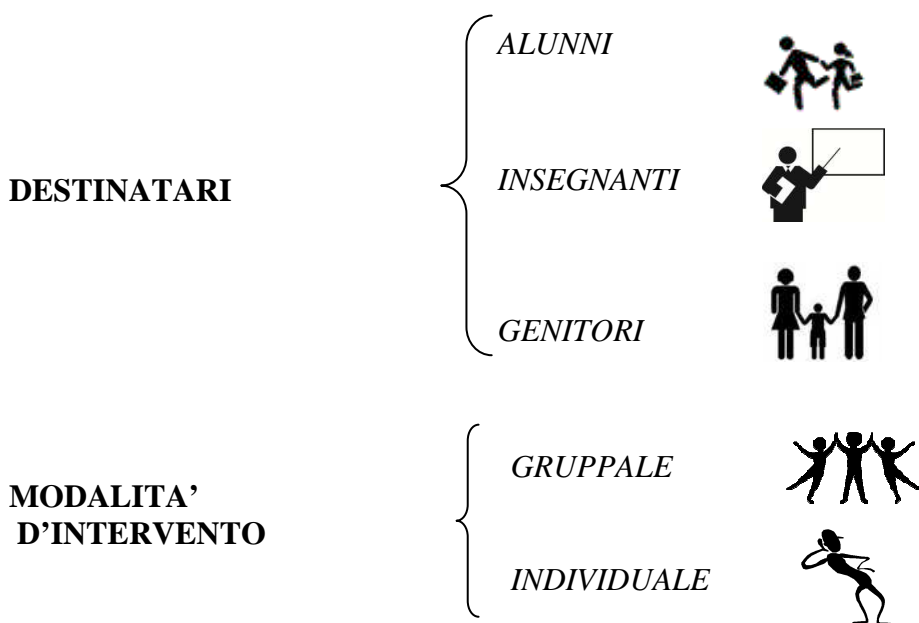 ALUNNI
DESTINATARI
INSEGNANTI
GENITORI
MODALITA’
D’INTERVENTO
GRUPPALE
INDIVIDUALE